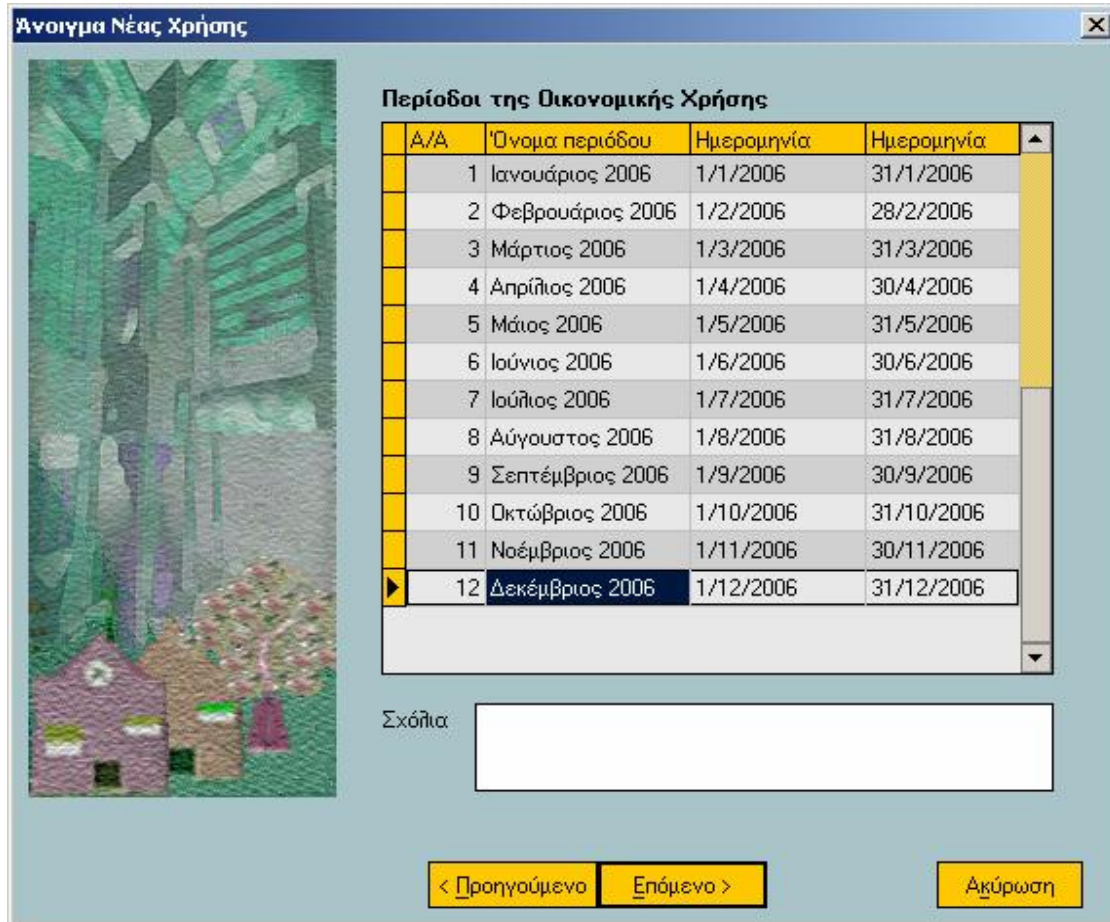 Άνοιγμα Νέας Χρήσης
Περίοδοι της Οικονομικής Χρήσης
Α/Α Όνομα περιόδου Ημερομηνία Ημερομηνία
1 Ιανουάριος 2006 1/1/2006 31/1/2006
2 Φεβρουάριος 2006 1/2/2006 28/2/2006
3 Μάρτιος 2006 1/3/2006 31/3/2006
4 Απρίλιος 2006 1/4/2006 30/4/2006
5 Μάιος 2006 1/5/2006 31/5/2006
6 Ιούνιος 2006 1/6/2006 30/6/2006
7 Ιούλιος 2006 1/7/2006 31/7/2006
8 Αύγουστος 2006 1/8/2006 31/8/2006
9 Σεπτέμβριος 2006 1/9/2006 30/9/2006
10 Οκτώβριος 2006 1/10/2006 31/10/2006
11 Νοέμβριος 2006 1/11/2006 30/11/2006
12 Δεκέμβριος 2006 1/12/2006 31/12/2006
Σχόλια
< Προηγούμενο Επόμενο > Ακύρωση